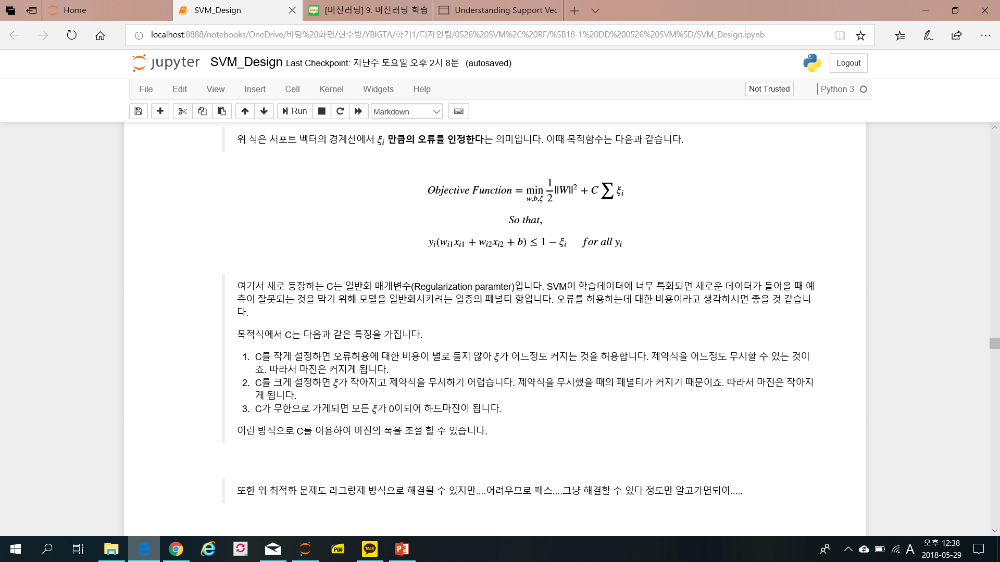 Home
SVM_Design
[머신러닝] 9. 머신러닝 학습
Understanding Support Vec
localhost:8888/notebooks/OneDrive/바탕%20화면/현주방/YBIGTA/학기1/디자인팀/0526%20SVM%2C%20RF/%5B18-1%20DD%200526%20SVM%5D/SVM_Design.ipynb
jupyter SVM_Design Last Checkpoint: 지난주 토요일 오후 2시 8분 (autosaved)
Logout
File Edit View Insert Cell Kernel Widgets Help
Not Trusted
Python 3
Run
Markdown
위 식은 서포트 벡터의 경계선에서 ξi 만큼의 오류를 인정한다는 의미입니다. 이때 목적함수는 다음과 같습니다.
Objective Function = min w,b,ξ 1/2 ||W||² + C ∑ ξi
So that,
yi(wi1xi1 + wi2xi2 + b) ≤ 1 − ξi for all yi
여기서 새로 등장하는 C는 일반화 매개변수(Regularization paramter)입니다. SVM이 학습데이터에 너무 특화되면 새로운 데이터가 들어올 때 예
측이 잘못되는 것을 막기 위해 모델을 일반화시키려는 일종의 페널티 항입니다. 오류를 허용하는데 대한 비용이라고 생각하시면 좋을 것 같습니
다.
목적식에서 C는 다음과 같은 특징을 가집니다.
1. C를 작게 설정하면 오류허용에 대한 비용이 별로 들지 않아 ξ가 어느정도 커지는 것을 허용합니다. 제약식을 어느정도 무시할 수 있는 것이
죠. 따라서 마진은 커지게 됩니다.
2. C를 크게 설정하면 ξ가 작아지고 제약식을 무시하기 어렵습니다. 제약식을 무시했을 때의 페널티가 커지기 때문이죠. 따라서 마진은 작아지
게 됩니다.
3. C가 무한으로 가게되면 모든 ξ가 0이되어 하드마진이 됩니다.
이런 방식으로 C를 이용하여 마진의 폭을 조절 할 수 있습니다.
또한 위 최적화 문제도 라그랑제 방식으로 해결될 수 있지만....어려우므로 패스....그냥 해결할 수 있다 정도만 알고가면되여.....
PDF
TALK
A
오후 12:38
2018-05-29